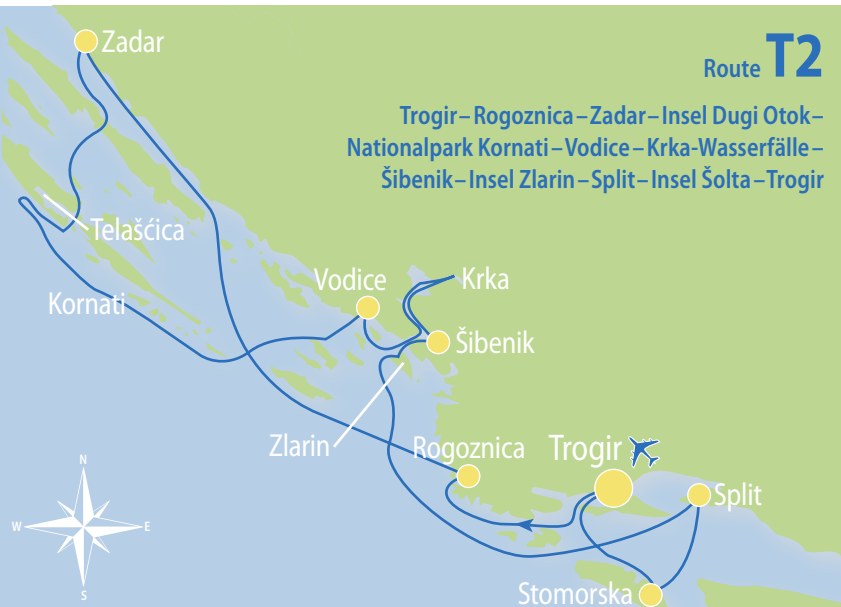 Route T2
Trogir – Rogoznica – Zadar – Insel Dugi Otok –
Nationalpark Kornati – Vodice – Krka-Wasserfälle –
Šibenik – Insel Zlarin – Split – Insel Šolta – Trogir
Zadar
Telašćica
Kornati
Vodice
Krka
Šibenik
Zlarin
Rogoznica
Trogir
Split
Stomorska
N
W
E
S